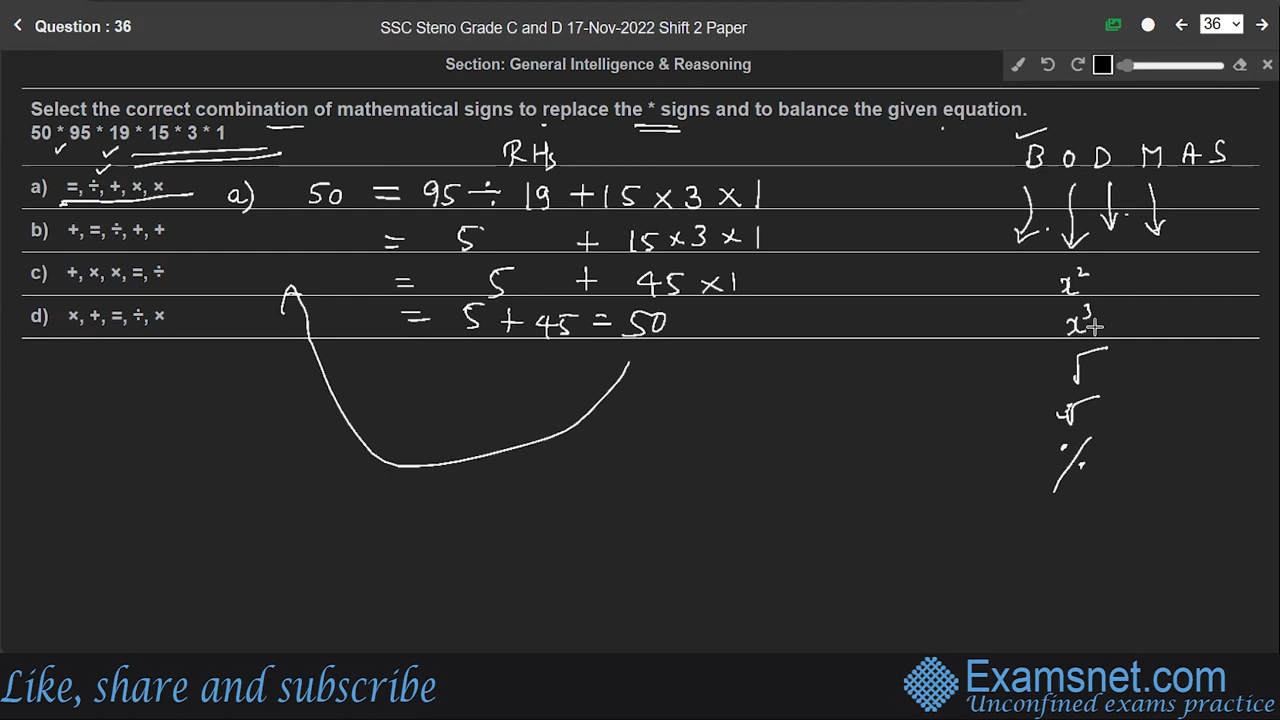 Question : 36
SSC Steno Grade C and D 17-Nov-2022 Shift 2 Paper
36
Section: General Intelligence & Reasoning
Select the correct combination of mathematical signs to replace the * signs and to balance the given equation.
50 * 95 * 19 * 15 * 3 * 1
RHS
B O D M A S
a) =, ÷, +, ×, ×
a) 50 = 95 ÷ 19 + 15 × 3 × 1
b) +, =, ÷, +, +
= 5 + 15 × 3 × 1
c) +, ×, ×, =, ÷
= 5 + 45 × 1
x²
d) ×, +, =, ÷, ×
= 5 + 45 = 50
x³
√
∛
%
Like, share and subscribe
Examsnet.com
Unconfined exams practice